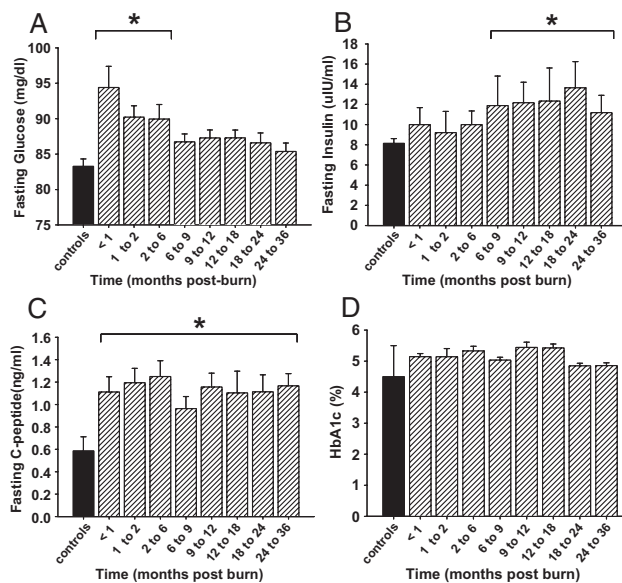 A
*
Fasting Glucose (mg/dl)
100
95
90
85
80
75
controls
< 1
1 to 2
2 to 6
6 to 9
9 to 12
12 to 18
18 to 24
24 to 36
Time (months post-burn)
B
*
Fasting Insulin (uIU/ml)
18
16
14
12
10
8
6
4
2
0
controls
< 1
1 to 2
2 to 6
6 to 9
9 to 12
12 to 18
18 to 24
24 to 36
Time (months post burn)
C
*
Fasting C-peptide(ng/ml)
1.6
1.4
1.2
1.0
0.8
0.6
0.4
0.2
0.0
controls
< 1
1 to 2
2 to 6
6 to 9
9 to 12
12 to 18
18 to 24
24 to 36
Time (months post burn)
D
HbA1c (%)
6
5
4
3
2
1
0
controls
< 1
1 to 2
2 to 6
6 to 9
9 to 12
12 to 18
18 to 24
24 to 36
Time (months post burn)